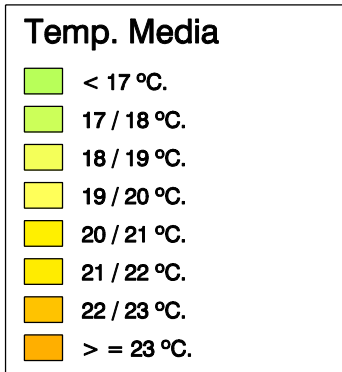 Temp. Media
< 17 ºC.
17 / 18 ºC.
18 / 19 ºC.
19 / 20 ºC.
20 / 21 ºC.
21 / 22 ºC.
22 / 23 ºC.
> = 23 ºC.